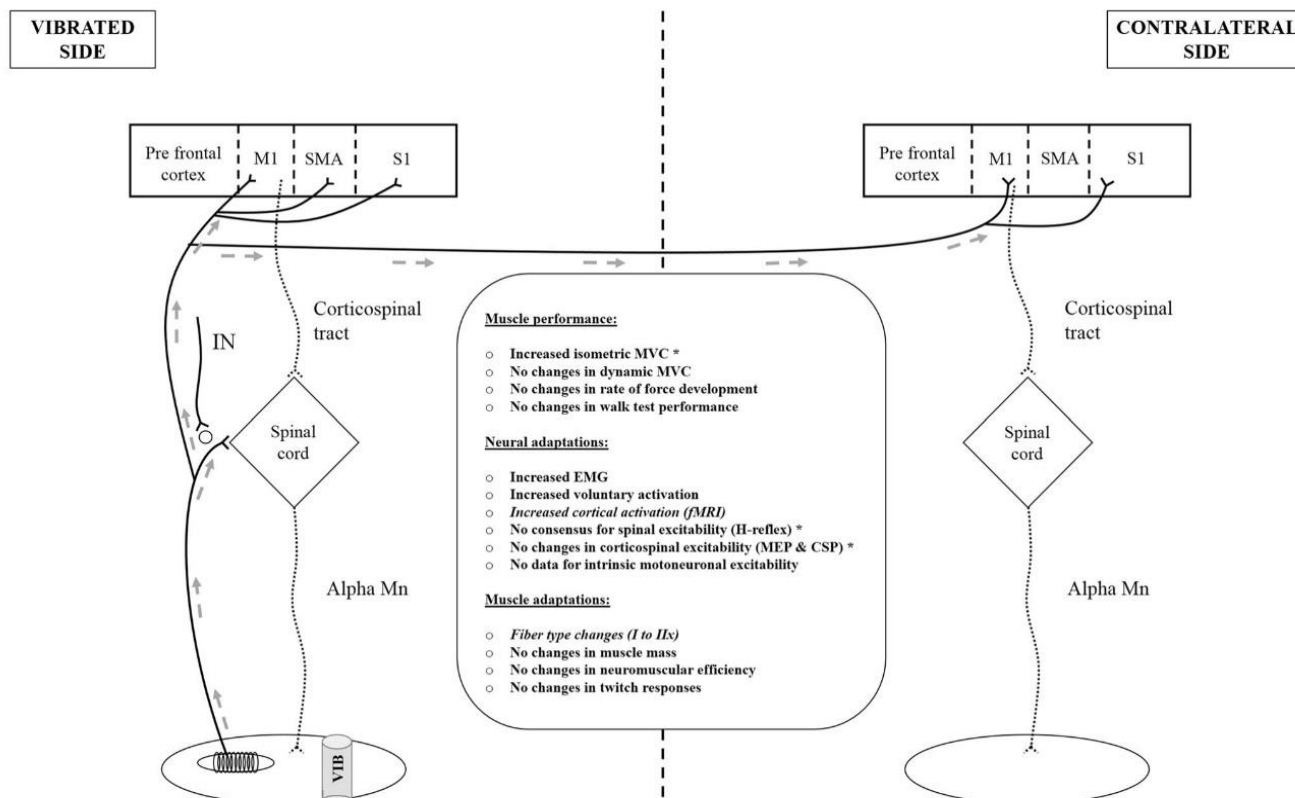 VIBRATED
SIDE
CONTRALATERAL
SIDE
Pre frontal
cortex
M1
SMA
S1
Pre frontal
cortex
M1
SMA
S1
IN
Corticospinal
tract
Spinal
cord
Alpha Mn
VIB
Muscle performance:
○ Increased isometric MVC *
○ No changes in dynamic MVC
○ No changes in rate of force development
○ No changes in walk test performance
Neural adaptations:
○ Increased EMG
○ Increased voluntary activation
○ Increased cortical activation (fMRI)
○ No consensus for spinal excitability (H-reflex) *
○ No changes in corticospinal excitability (MEP & CSP) *
○ No data for intrinsic motoneuronal excitability
Muscle adaptations:
○ Fiber type changes (I to IIx)
○ No changes in muscle mass
○ No changes in neuromuscular efficiency
○ No changes in twitch responses
Corticospinal
tract
Spinal
cord
Alpha Mn